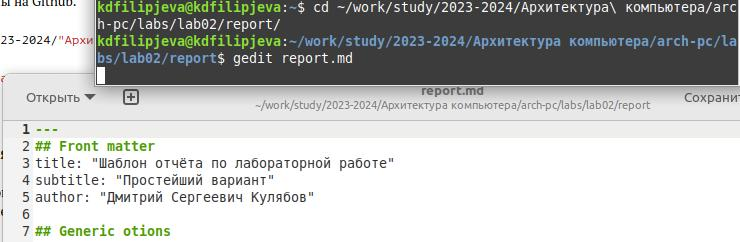 ы на Github.
kdfilipjeva@kdfilipjeva:~$ cd ~/work/study/2023-2024/Архитектура\ компьютера/arc
h-pc/labs/lab02/report/
kdfilipjeva@kdfilipjeva:~/work/study/2023-2024/Архитектура компьютера/arch-pc/la
bs/lab02/report$ gedit report.md
23-2024/"Архи
Открыть
report.md
~/work/study/2023-2024/Архитектура компьютера/arch-pc/labs/lab02/report
Сохранит
1 ---
2 ## Front matter
3 title: "Шаблон отчёта по лабораторной работе"
4 subtitle: "Простейший вариант"
5 author: "Дмитрий Сергеевич Кулябов"
6
7 ## Generic otions